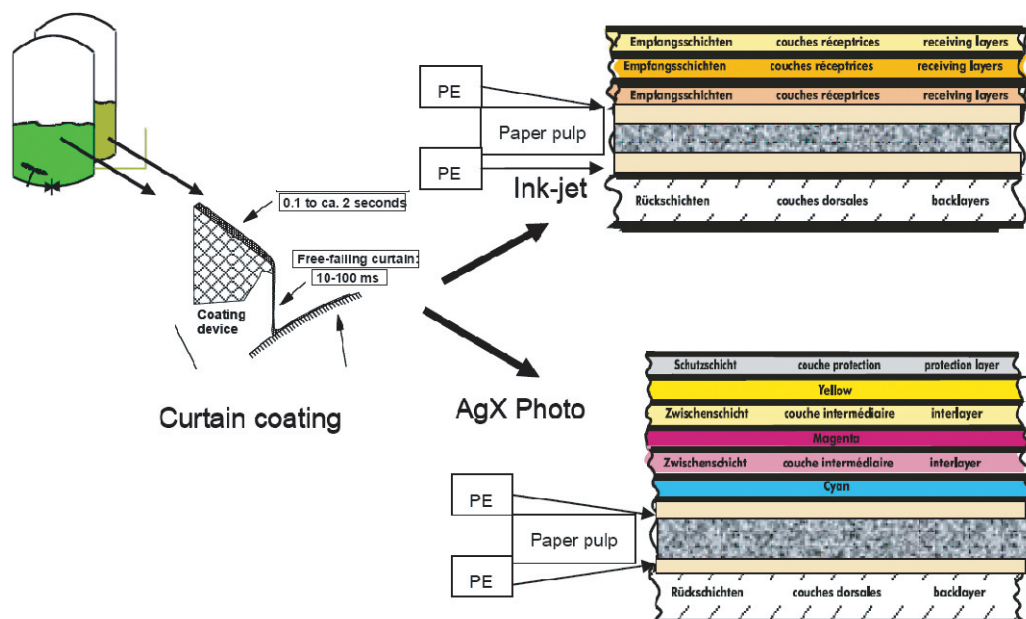 Empfangsschichten couches réceptrices receiving layers
Empfangsschichten couches réceptrices receiving layers
Empfangsschichten couches réceptrices receiving layers
PE
Paper pulp
PE
Ink-jet
Rückschichten couches dorsales backlayers
0.1 to ca. 2 seconds
Free-falling curtain:
10-100 ms
Coating
device
Curtain coating
AgX Photo
Schutzschicht couche protection protection layer
Yellow
Zwischenschicht couche intermédiaire interlayer
Magenta
Zwischenschicht couche intermédiaire interlayer
Cyan
PE
Paper pulp
PE
Rückschichten couches dorsales backlayer